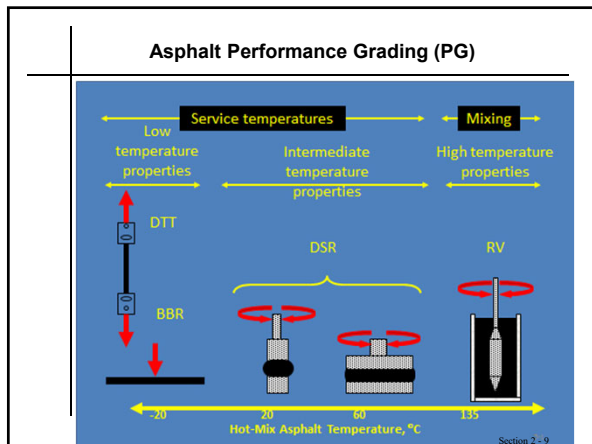 Asphalt Performance Grading (PG)
Service temperatures
Mixing
Low
temperature
properties
Intermediate
temperature
properties
High temperature
properties
DTT
BBR
DSR
RV
-20
20
60
135
Hot-Mix Asphalt Temperature, °C
Section 2 - 9